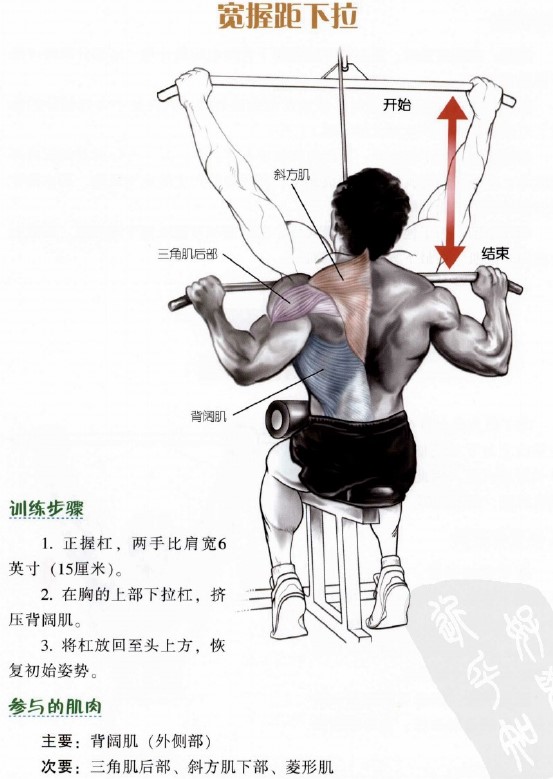 宽握距下拉
开始
斜方肌
三角肌后部
结束
背阔肌
训练步骤
1. 正握杠，两手比肩宽6
英寸（15厘米）。
2. 在胸的上部下拉杠，挤
压背阔肌。
3. 将杠放回至头上方，恢
复初始姿势。
参与的肌肉
主要：背阔肌（外侧部）
次要：三角肌后部、斜方肌下部、菱形肌